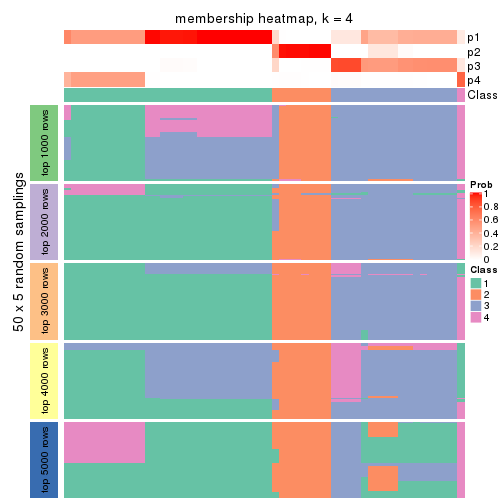 membership heatmap, k = 4
p1
p2
p3
p4
Class
50 x 5 random samplings
top 1000 rows
top 2000 rows
top 3000 rows
top 4000 rows
top 5000 rows
Prob
1
0.8
0.6
0.4
0.2
0
Class
1
2
3
4